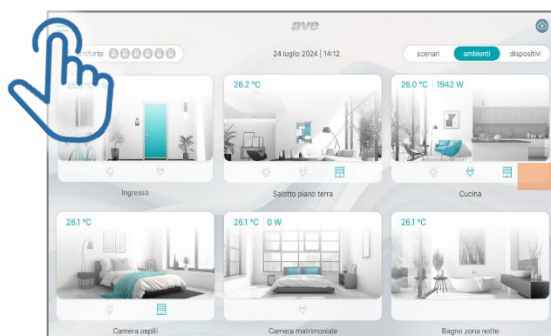 ave
24 luglio 2024 | 14:12
scenari ambienti dispositivi
26.2 °C
26.0 °C | 1942 W
Ingresso
Salotto piano terra
Cucina
26.1 °C
26.1 °C | 0 W
26.1 °C
Camera ospiti
Camera matrimoniale
Bagno zona notte